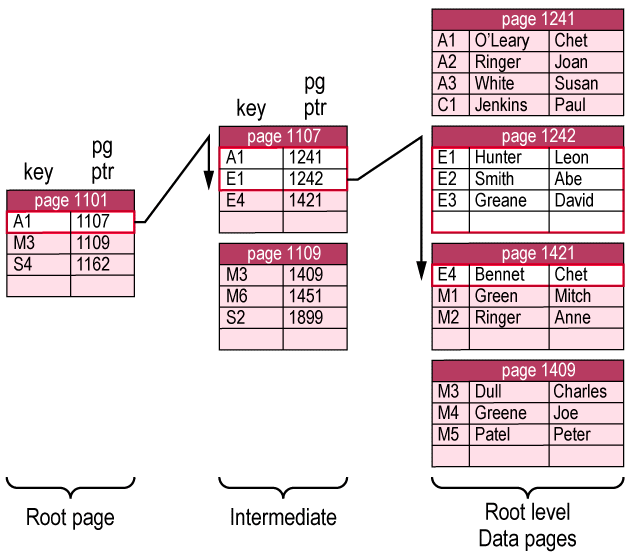 key pg ptr
page 1101
A1 1107
M3 1109
S4 1162
Root page
key pg ptr
page 1107
A1 1241
E1 1242
E4 1421
page 1109
M3 1409
M6 1451
S2 1899
Intermediate
page 1241
A1 O'Leary Chet
A2 Ringer Joan
A3 White Susan
C1 Jenkins Paul
page 1242
E1 Hunter Leon
E2 Smith Abe
E3 Greane David
page 1421
E4 Bennet Chet
M1 Green Mitch
M2 Ringer Anne
page 1409
M3 Dull Charles
M4 Greene Joe
M5 Patel Peter
Root level
Data pages